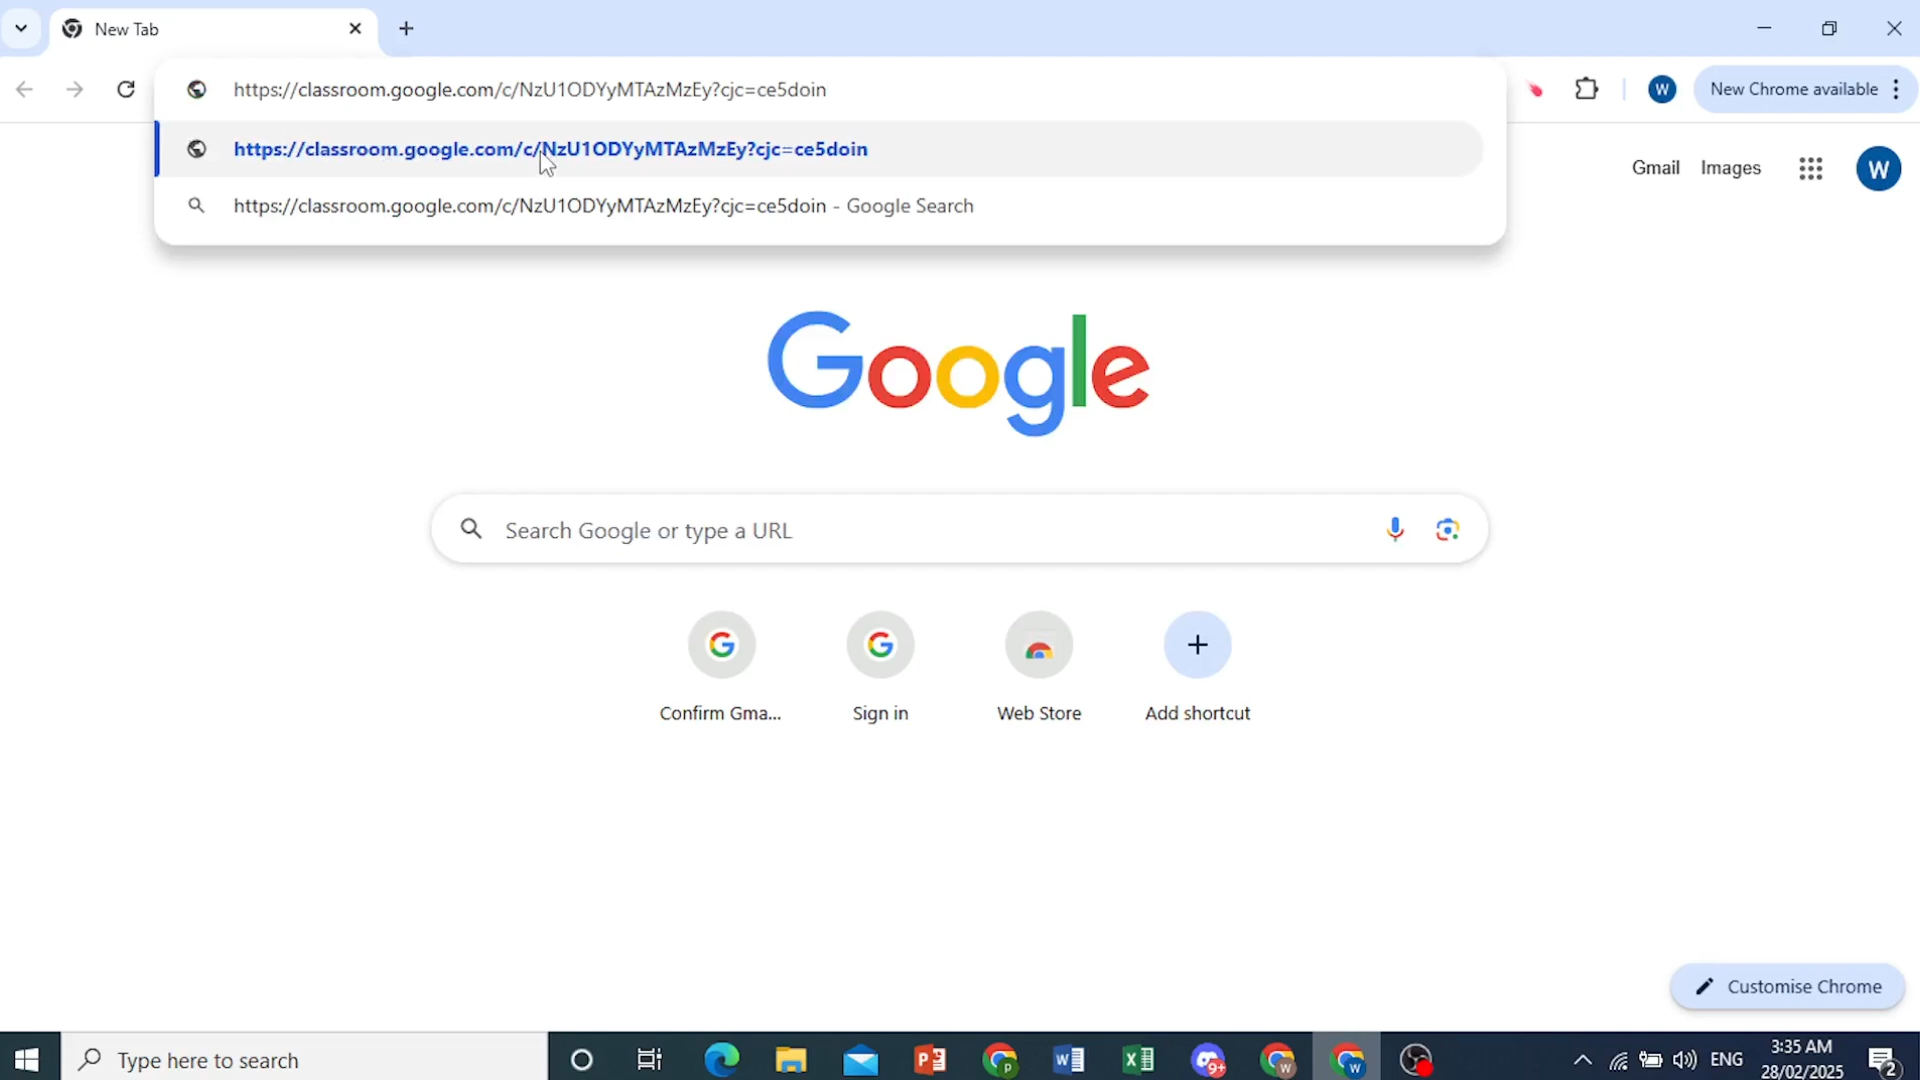 New Tab
https://classroom.google.com/c/NzU1ODYyMTAzMzEy?cjc=ce5doin
W
New Chrome available
https://classroom.google.com/c/NzU1ODYyMTAzMzEy?cjc=ce5doin
https://classroom.google.com/c/NzU1ODYyMTAzMzEy?cjc=ce5doin - Google Search
Gmail
Images
W
Google
Search Google or type a URL
Confirm Gma...
Sign in
Web Store
Add shortcut
Customise Chrome
Type here to search
ENG
3:35 AM
28/02/2025
2